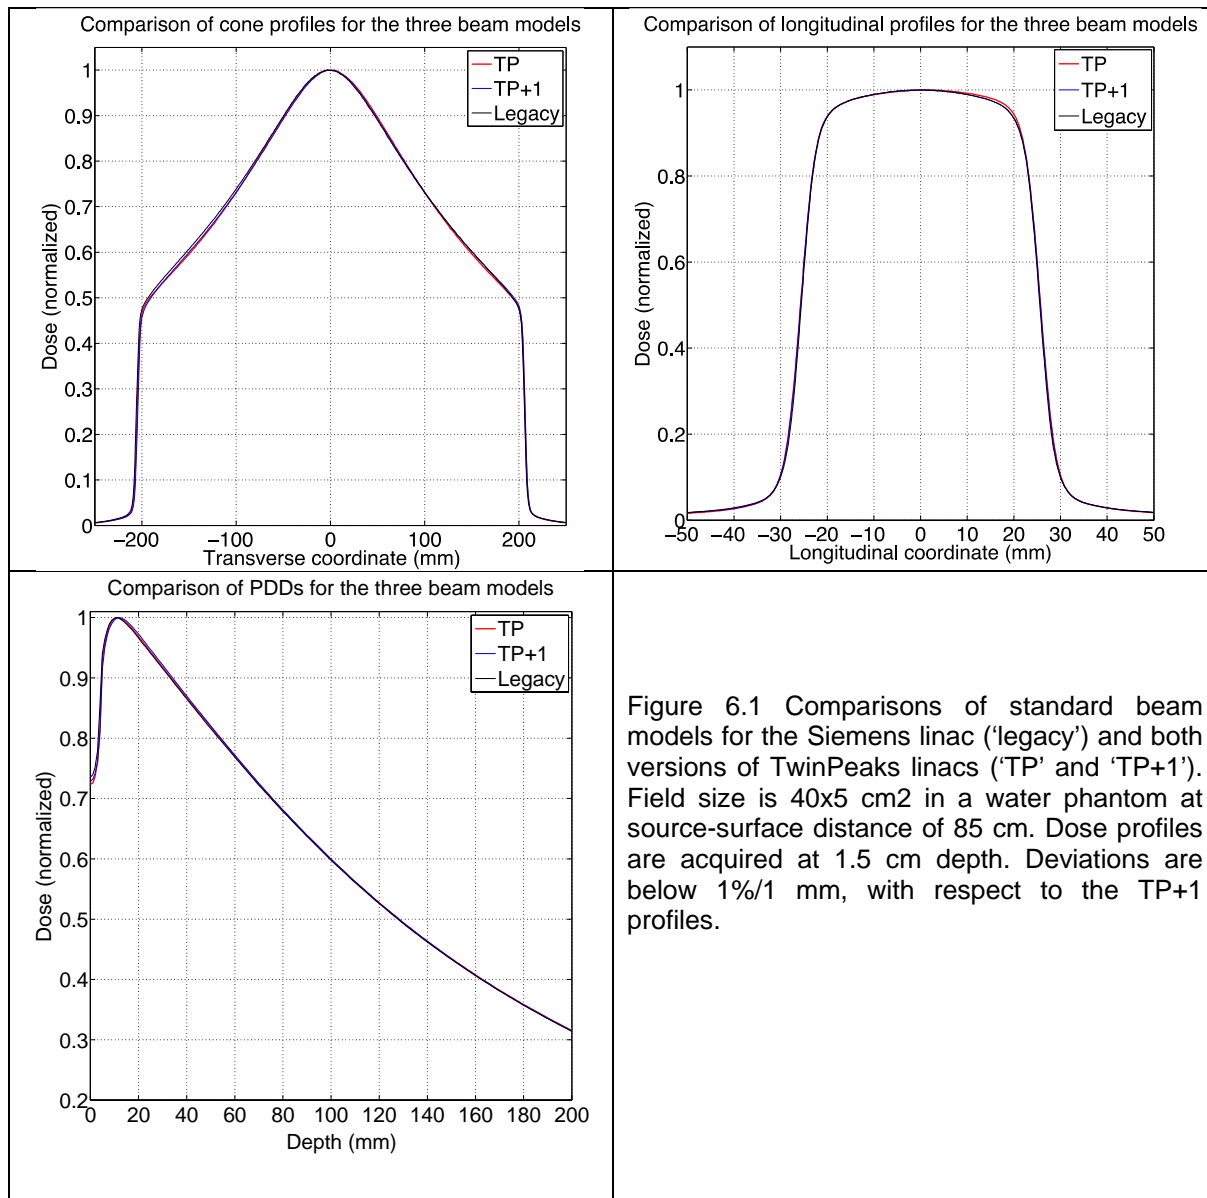 Comparison of cone profiles for the three beam models
TP
TP+1
Legacy
1
0.9
0.8
0.7
0.6
0.5
0.4
0.3
0.2
0.1
0
Dose (normalized)
−200 −100 0 100 200
Transverse coordinate (mm)
Comparison of longitudinal profiles for the three beam models
TP
TP+1
Legacy
1
0.8
0.6
0.4
0.2
0
Dose (normalized)
−50 −40 −30 −20 −10 0 10 20 30 40 50
Longitudinal coordinate (mm)
Comparison of PDDs for the three beam models
TP
TP+1
Legacy
1
0.9
0.8
0.7
0.6
0.5
0.4
0.3
0.2
Dose (normalized)
0 20 40 60 80 100 120 140 160 180 200
Depth (mm)
Figure 6.1 Comparisons of standard beam
models for the Siemens linac (‘legacy’) and both
versions of TwinPeaks linacs (‘TP’ and ‘TP+1’).
Field size is 40x5 cm2 in a water phantom at
source-surface distance of 85 cm. Dose profiles
are acquired at 1.5 cm depth. Deviations are
below 1%/1 mm, with respect to the TP+1
profiles.